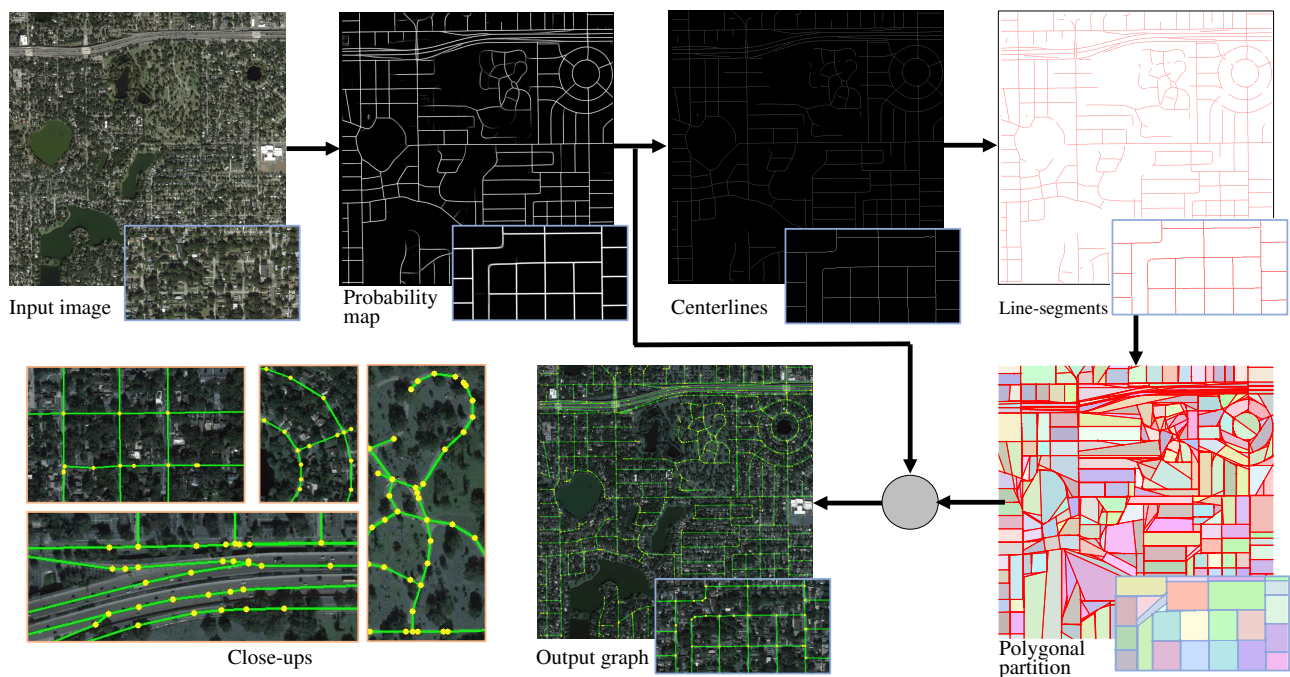 Input image
Probability
map
Centerlines
Line-segments
Close-ups
Output graph
Polygonal
partition